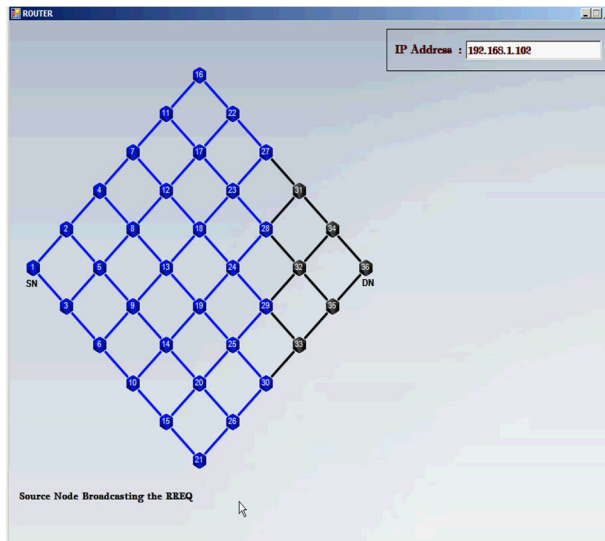 ROUTER
IP Address : 192.168.1.102
16
11 22
7 17 27
4 12 23 31
2 8 18 28 34
1 5 13 24 32 36
SN DN
3 9 19 29 35
6 14 25 33
10 20 30
15 26
21
Source Node Broadcasting the RREQ